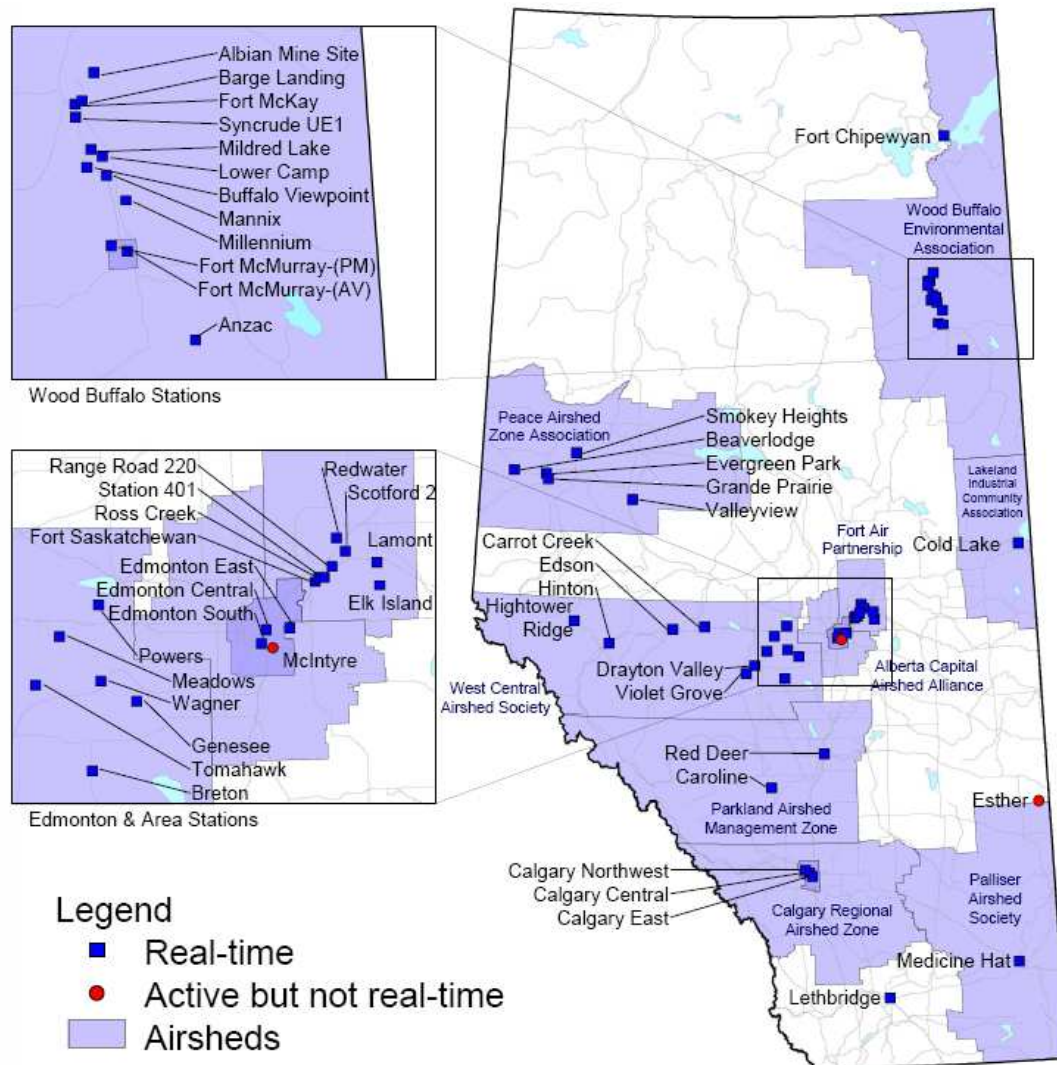 Albian Mine Site
Barge Landing
Fort McKay
Syncrude UE1
Mildred Lake
Lower Camp
Buffalo Viewpoint
Mannix
Millennium
Fort McMurray-(PM)
Fort McMurray-(AV)
Anzac
Wood Buffalo Stations
Range Road 220
Station 401
Ross Creek
Fort Saskatchewan
Redwater
Scotford 2
Lamont
Edmonton East
Edmonton Central
Edmonton South
Elk Island
McIntyre
Powers
Meadows
Wagner
Genesee
Tomahawk
Breton
Edmonton & Area Stations
Fort Chipewyan
Wood Buffalo
Environmental
Association
Peace Airshed
Zone Association
Smokey Heights
Beaverlodge
Evergreen Park
Grande Prairie
Valleyview
Lakeland
Industrial
Community
Association
Cold Lake
Fort Air
Partnership
Carrot Creek
Edson
Hinton
Hightower
Ridge
Drayton Valley
Violet Grove
West Central
Airshed Society
Alberta Capital
Airshed Alliance
Red Deer
Caroline
Parkland Airshed
Management Zone
Esther
Calgary Northwest
Calgary Central
Calgary East
Calgary Regional
Airshed Zone
Palliser
Airshed
Society
Medicine Hat
Lethbridge
Legend
Real-time
Active but not real-time
Airsheds